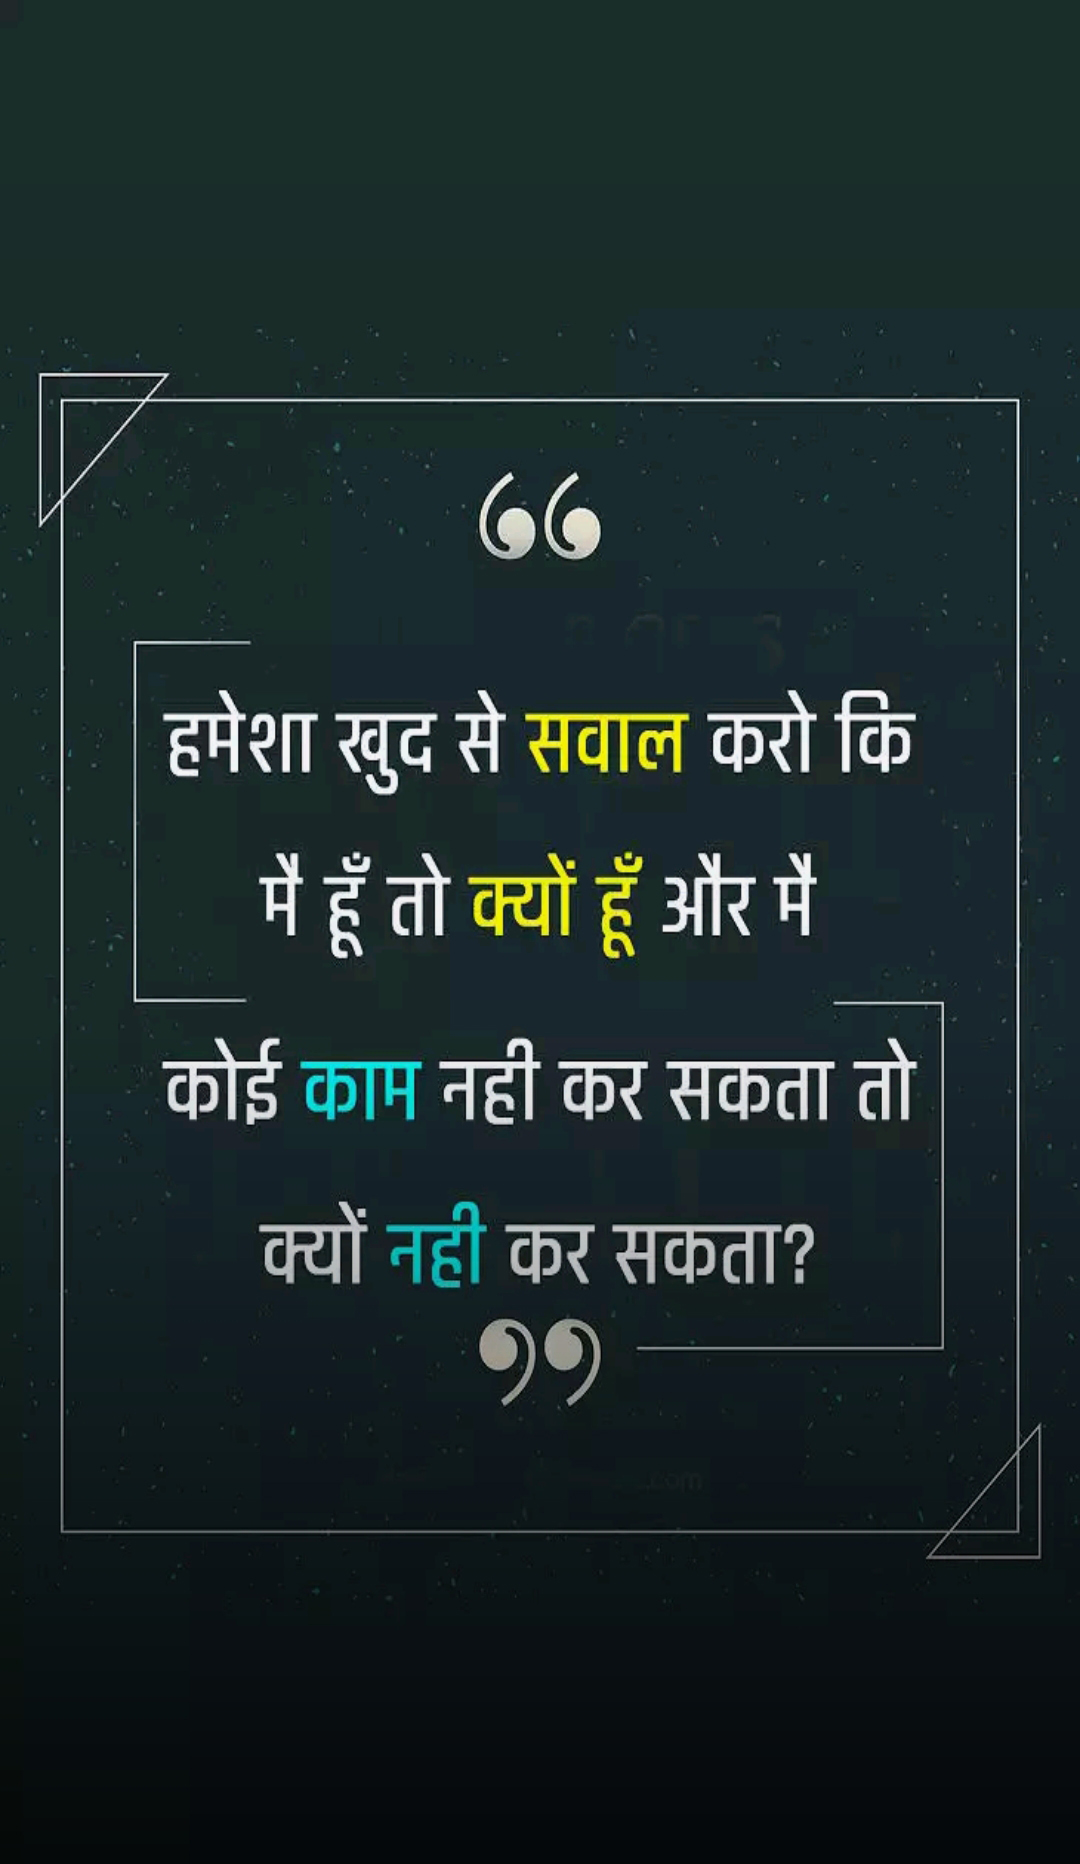 हमेशा खुद से सवाल करो कि
मै हूँ तो क्यों हूँ और मै
कोई काम नही कर सकता तो
क्यों नही कर सकता?